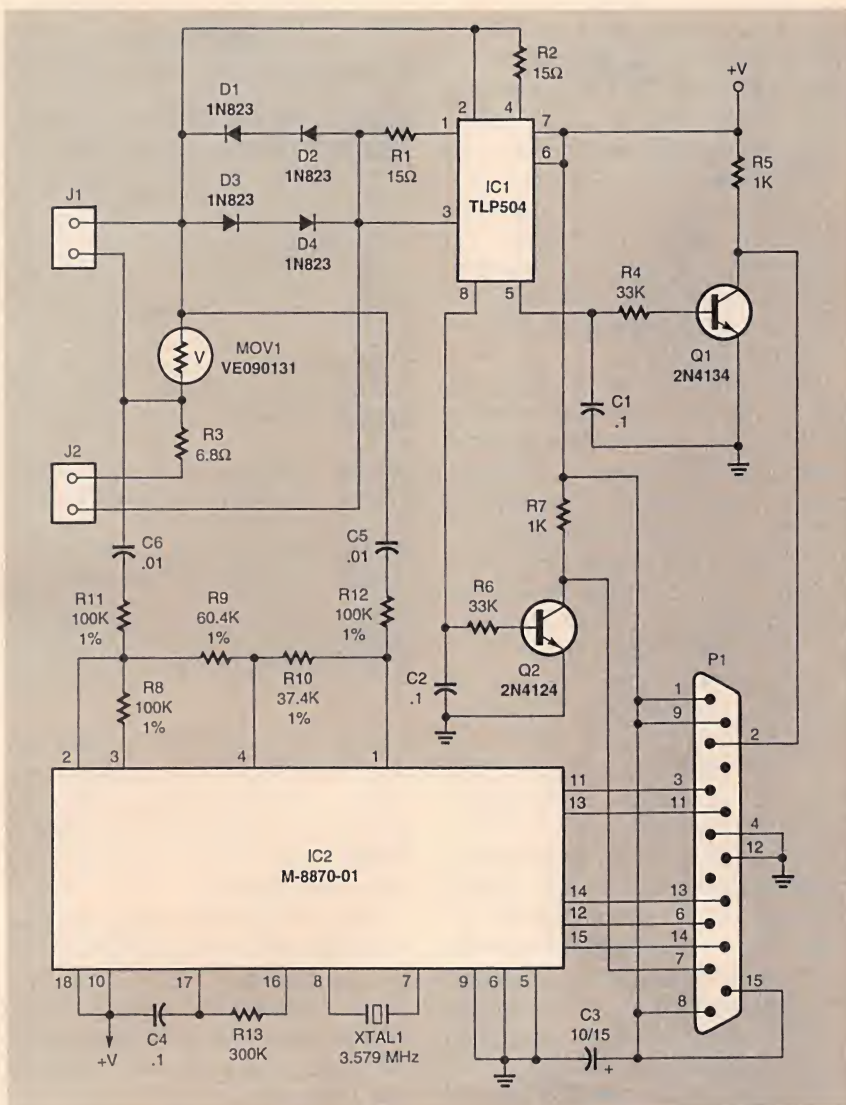 R2
15Ω
+V
D1
1N823
D2
1N823
R1
15Ω
2
4
1
7
6
IC1
TLP504
3
8
5
R5
1K
J1
D3
1N823
D4
1N823
R4
33K
Q1
2N4134
V
MOV1
VE090131
C1
.1
R3
6.8Ω
J2
R7
1K
C6
.01
C5
.01
R11
100K
1%
R9
60.4K
1%
R12
100K
1%
R6
33K
Q2
2N4124
P1
R10
37.4K
1%
C2
.1
R8
100K
1%
1
9
2
2
3
4
1
11
3
13
11
4
12
IC2
M-8870-01
14
13
12
6
15
14
7
15
8
18
10
17
16
8
7
9
6
5
C3
10/15
+
+V
C4
.1
R13
300K
XTAL1
3.579 MHz